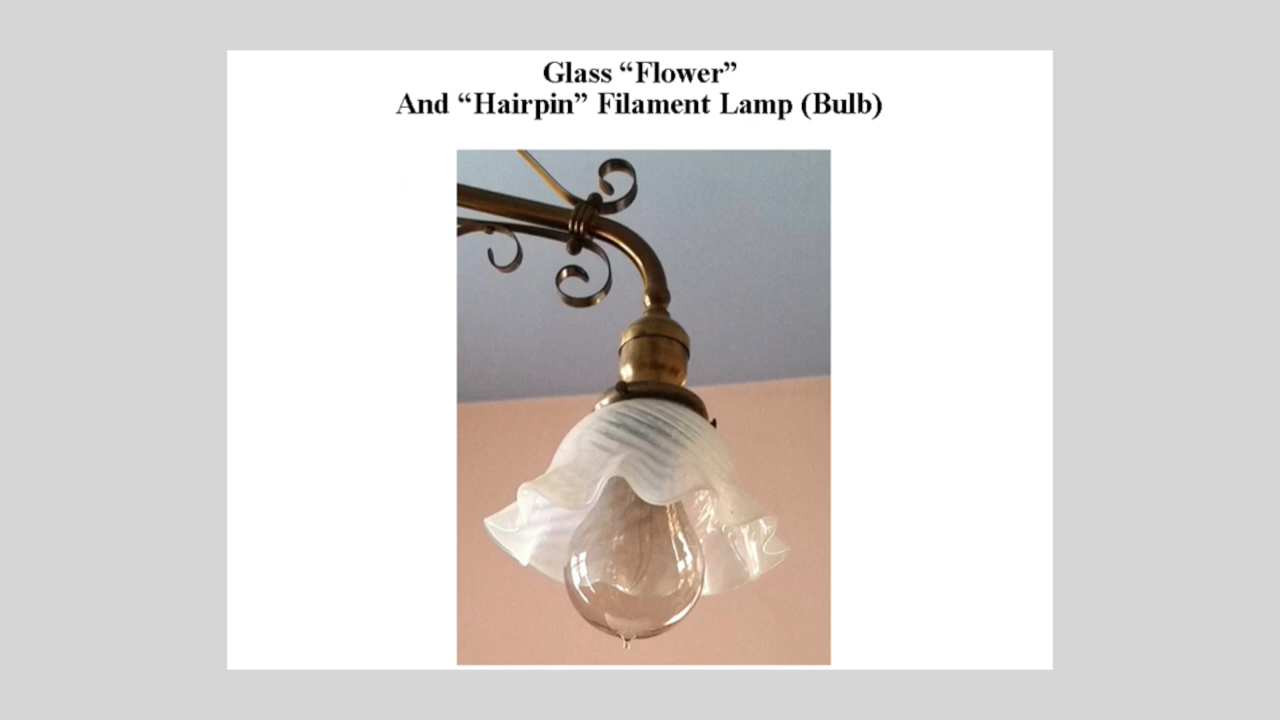 Glass “Flower”
And “Hairpin” Filament Lamp (Bulb)